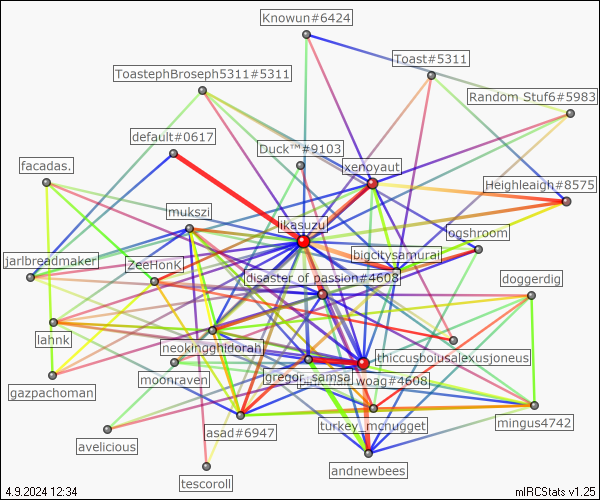 Knowun#6424
Toast#5311
ToastephBroseph5311#5311
Random Stuf6#5983
default#0617
Duck™#9103
xenoyaut
facadas.
Heighleaigh#8575
mukszi
ikasuzu
ogshroom
bigcitysamurai
jarlbreadmaker
ZeeHonK
disaster of passion#4608
doggerdig
lahnk
neokingghidorah
thiccusboiusalexusjoneus
moonraven
gregor_samsa
woag#4608
gazpachoman
turkey_mcnugget
mingus4742
asad#6947
avelicious
andnewbees
tescoroll
4.9.2024 12:34
mIRCStats v1.25